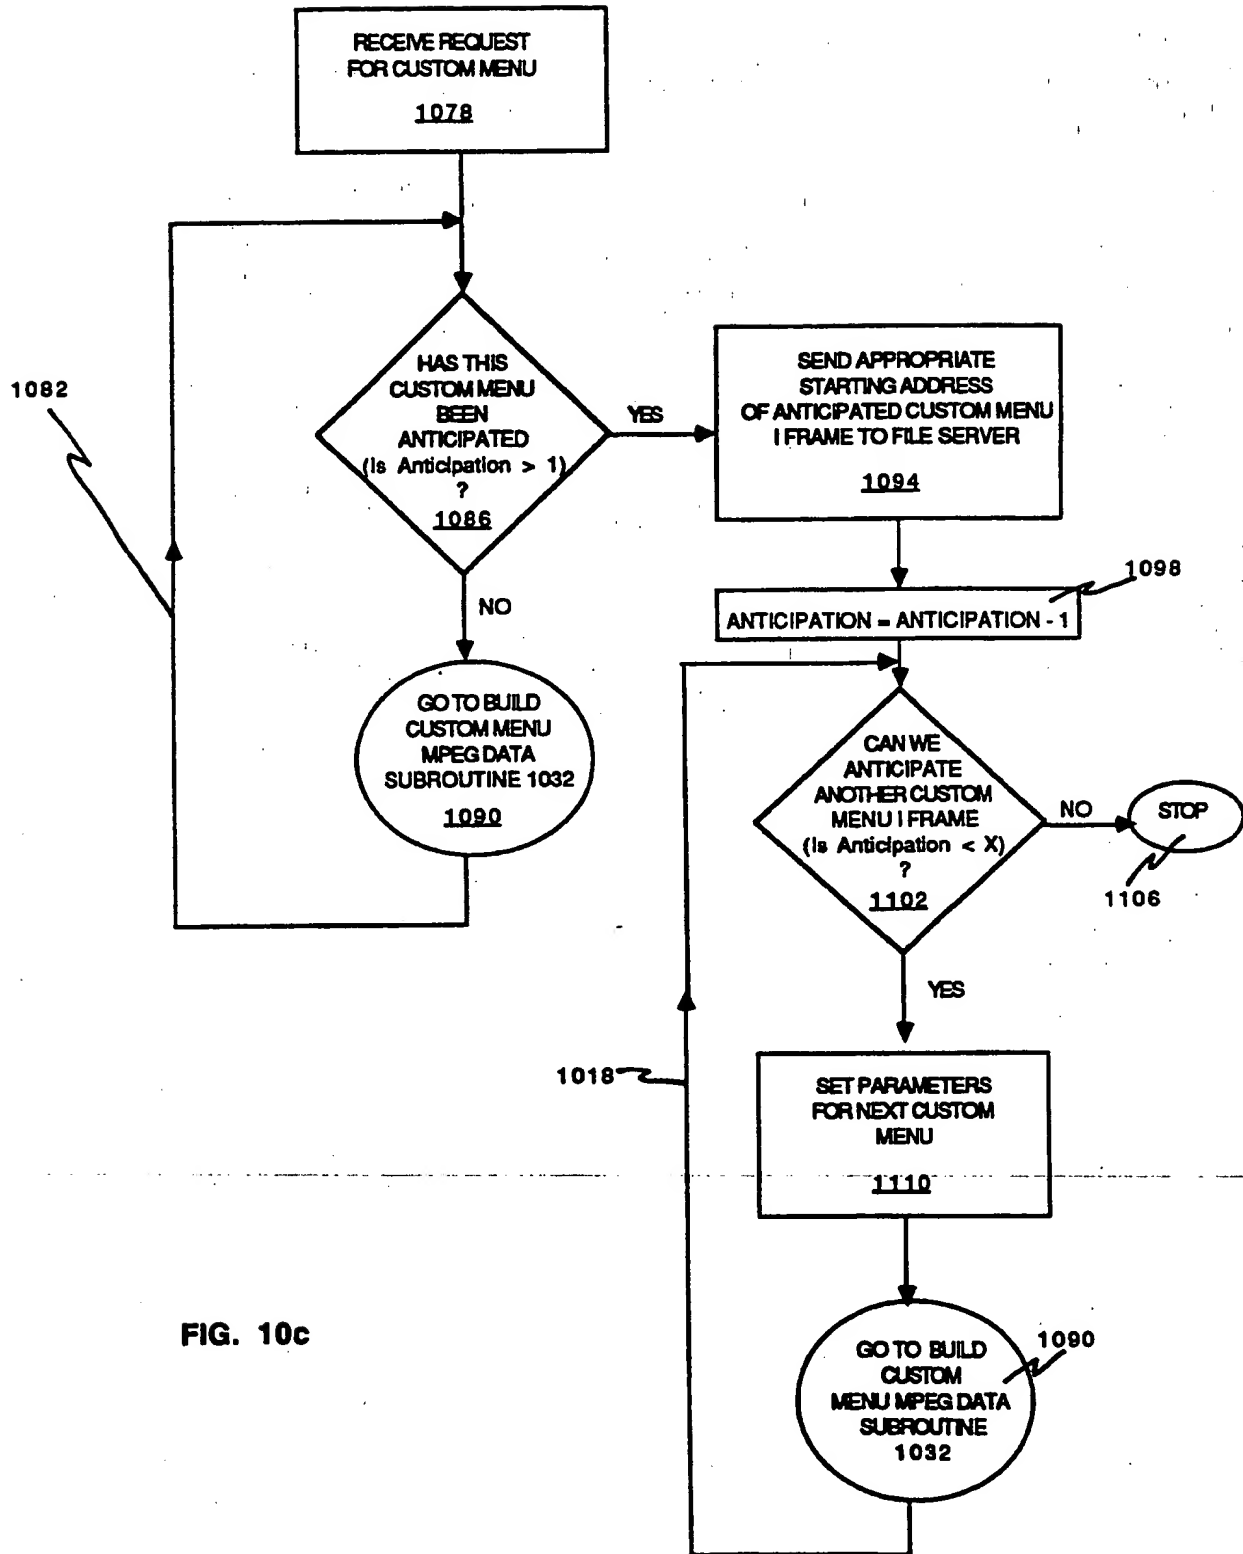 RECEIVE REQUEST
FOR CUSTOM MENU
1078
1082
HAS THIS
CUSTOM MENU
BEEN
ANTICIPATED
(Is Anticipation > 1)
?
1086
YES
SEND APPROPRIATE
STARTING ADDRESS
OF ANTICIPATED CUSTOM MENU
I FRAME TO FILE SERVER
1094
NO
1098
ANTICIPATION = ANTICIPATION - 1
GO TO BUILD
CUSTOM MENU
MPEG DATA
SUBROUTINE 1032
1090
CAN WE
ANTICIPATE
ANOTHER CUSTOM
MENU I FRAME
(Is Anticipation < X)
?
1102
NO
STOP
1106
YES
1018
SET PARAMETERS
FOR NEXT CUSTOM
MENU
1110
FIG. 10c
GO TO BUILD
CUSTOM
MENU MPEG DATA
SUBROUTINE
1032
1090